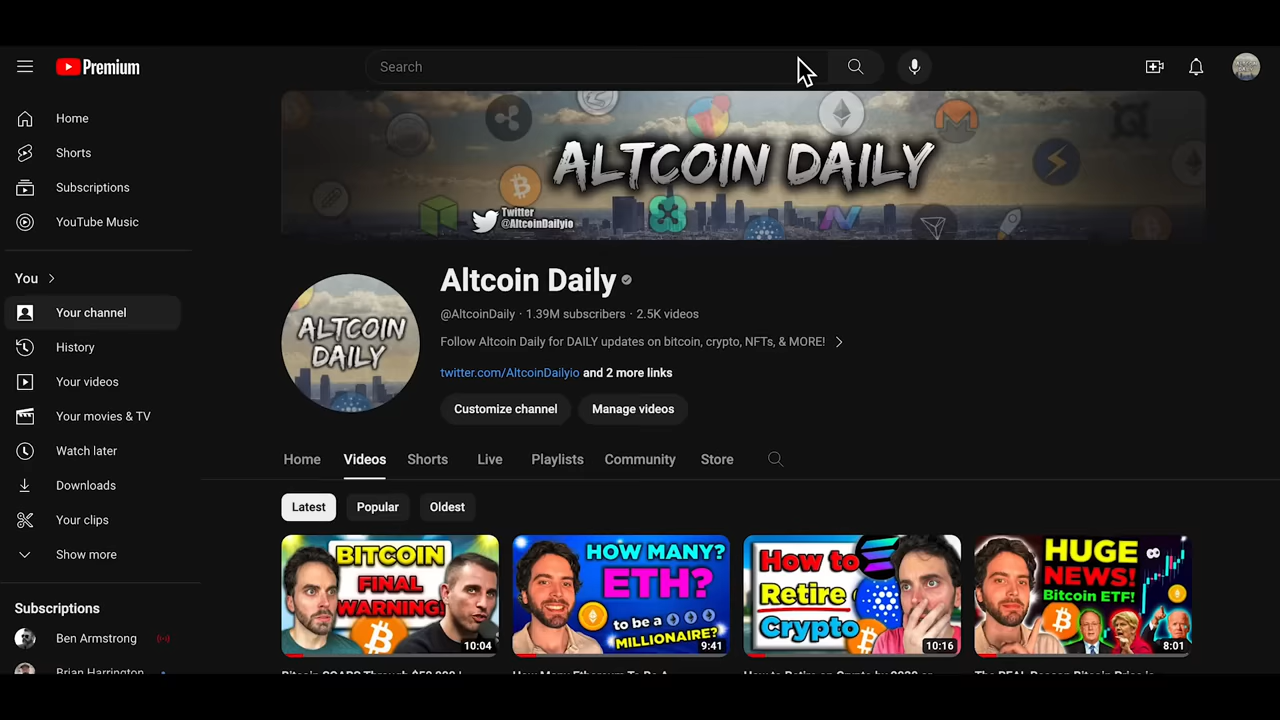 Premium
Search
Home
Shorts
Subscriptions
YouTube Music
You
Your channel
History
Your videos
Your movies & TV
Watch later
Downloads
Your clips
Show more
Subscriptions
Ben Armstrong
Brian Harrington
ALTCOIN DAILY
Twitter
@AltcoinDailyio
ALTCOIN
DAILY
Altcoin Daily
@AltcoinDaily · 1.39M subscribers · 2.5K videos
Follow Altcoin Daily for DAILY updates on bitcoin, crypto, NFTs, & MORE!
twitter.com/AltcoinDailyio and 2 more links
Customize channel Manage videos
Home Videos Shorts Live Playlists Community Store
Latest Popular Oldest
BITCOIN
FINAL
WARNING!
10:04
HOW MANY?
ETH?
to be a
MILLIONAIRE?
9:41
How to
Retire
Crypto
10:16
HUGE
NEWS!
Bitcoin ETF!
8:01